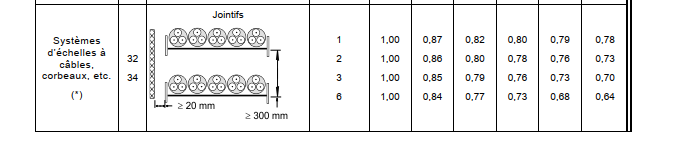 Jointifs
Systèmes
d'échelles à
câbles,
corbeaux, etc.
(*)
32
34
≥ 20 mm
≥ 300 mm
1 1,00 0,87 0,82 0,80 0,79 0,78
2 1,00 0,86 0,80 0,78 0,76 0,73
3 1,00 0,85 0,79 0,76 0,73 0,70
6 1,00 0,84 0,77 0,73 0,68 0,64